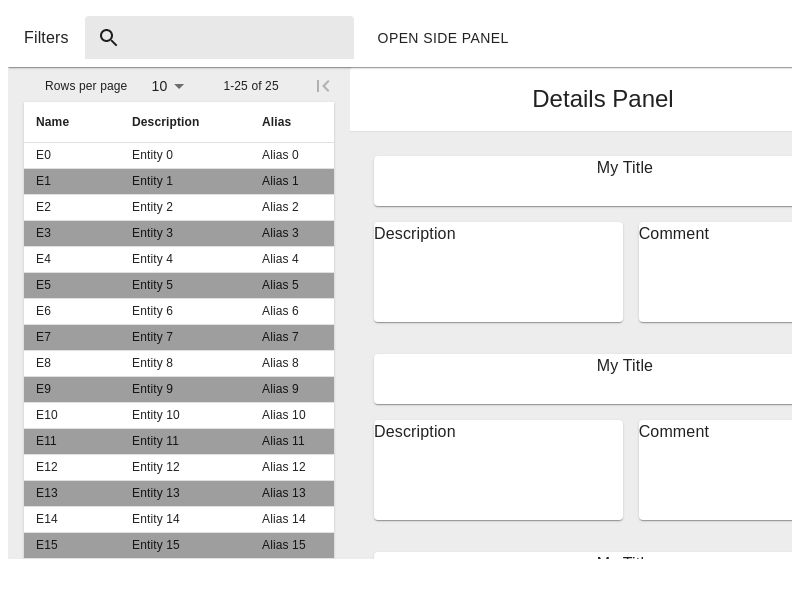 Filters
OPEN SIDE PANEL
Rows per page 10 1-25 of 25
Name Description Alias
E0 Entity 0 Alias 0
E1 Entity 1 Alias 1
E2 Entity 2 Alias 2
E3 Entity 3 Alias 3
E4 Entity 4 Alias 4
E5 Entity 5 Alias 5
E6 Entity 6 Alias 6
E7 Entity 7 Alias 7
E8 Entity 8 Alias 8
E9 Entity 9 Alias 9
E10 Entity 10 Alias 10
E11 Entity 11 Alias 11
E12 Entity 12 Alias 12
E13 Entity 13 Alias 13
E14 Entity 14 Alias 14
E15 Entity 15 Alias 15
Details Panel
My Title
Description Comment
My Title
Description Comment
My Title